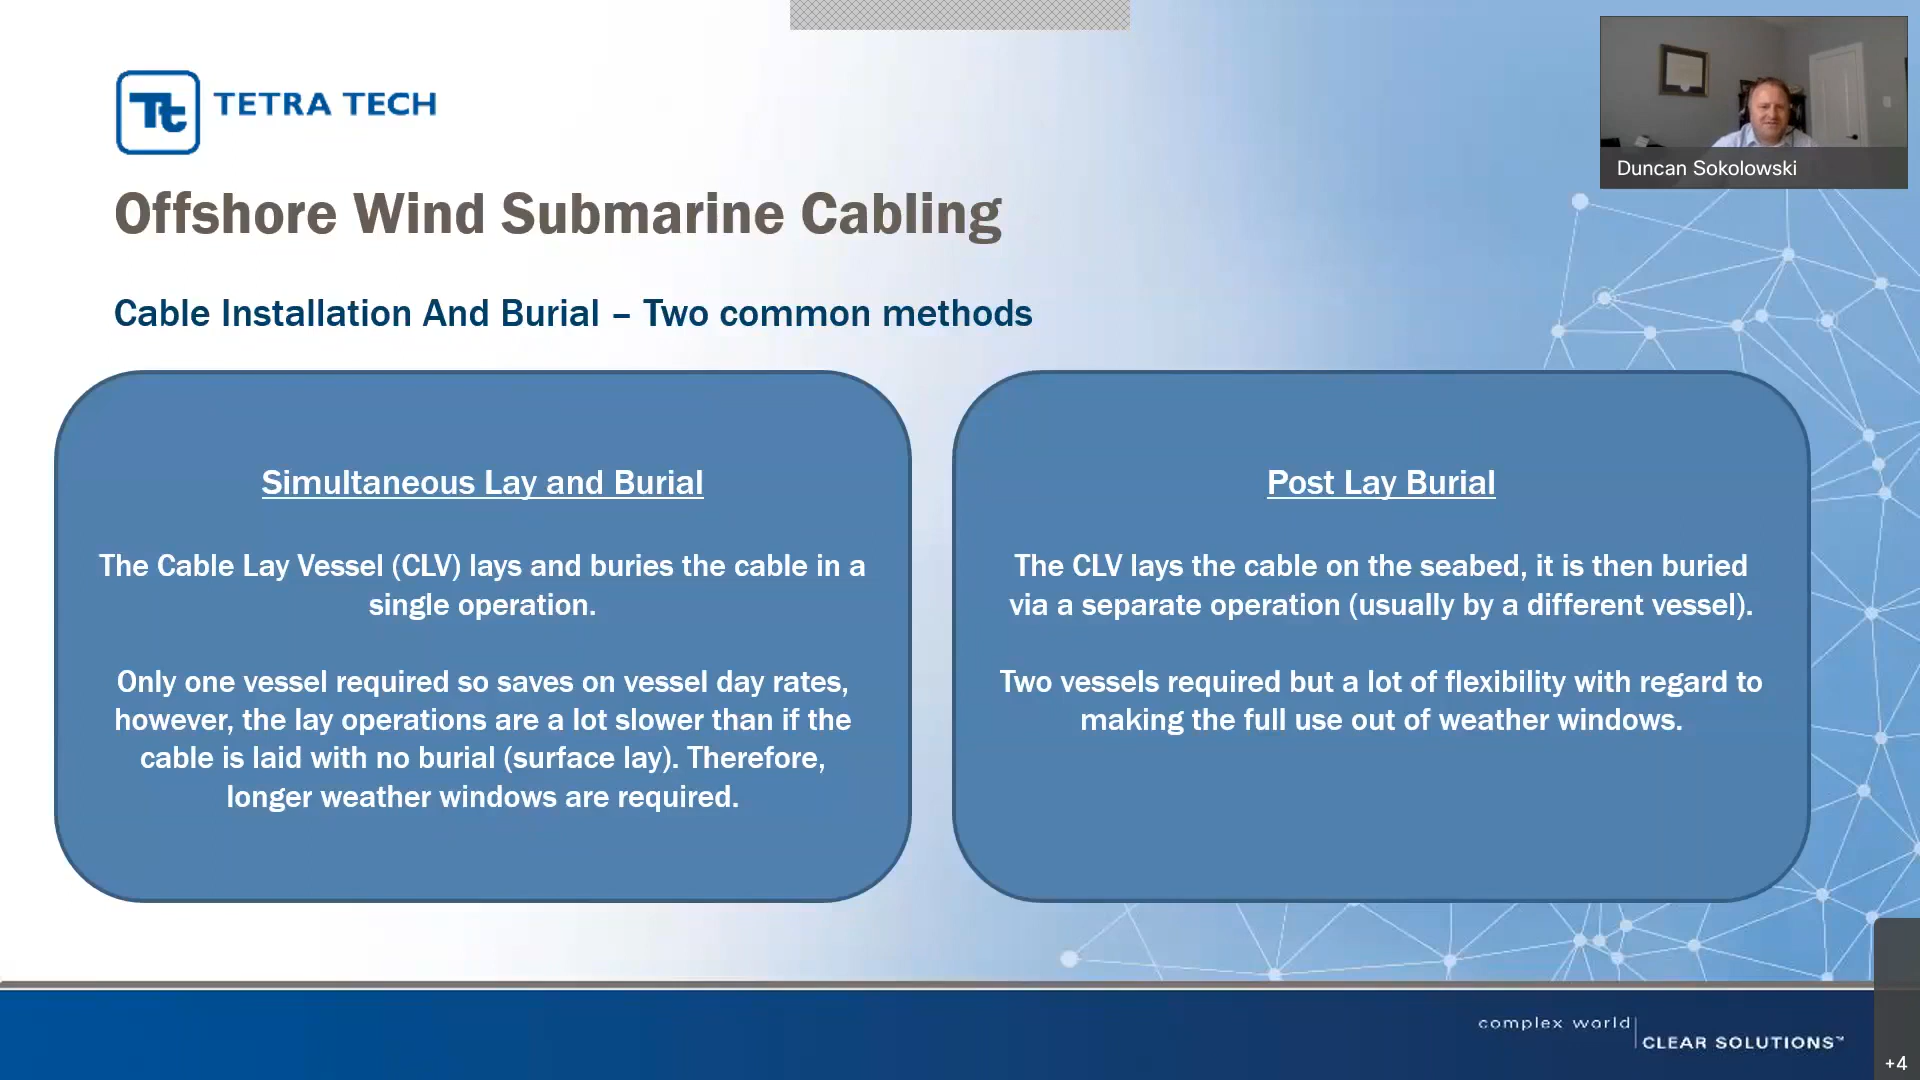 Tt TETRA TECH
Duncan Sokolowski
Offshore Wind Submarine Cabling
Cable Installation And Burial – Two common methods
Simultaneous Lay and Burial
The Cable Lay Vessel (CLV) lays and buries the cable in a
single operation.
Only one vessel required so saves on vessel day rates,
however, the lay operations are a lot slower than if the
cable is laid with no burial (surface lay). Therefore,
longer weather windows are required.
Post Lay Burial
The CLV lays the cable on the seabed, it is then buried
via a separate operation (usually by a different vessel).
Two vessels required but a lot of flexibility with regard to
making the full use out of weather windows.
complex world
CLEAR SOLUTIONS™
+4